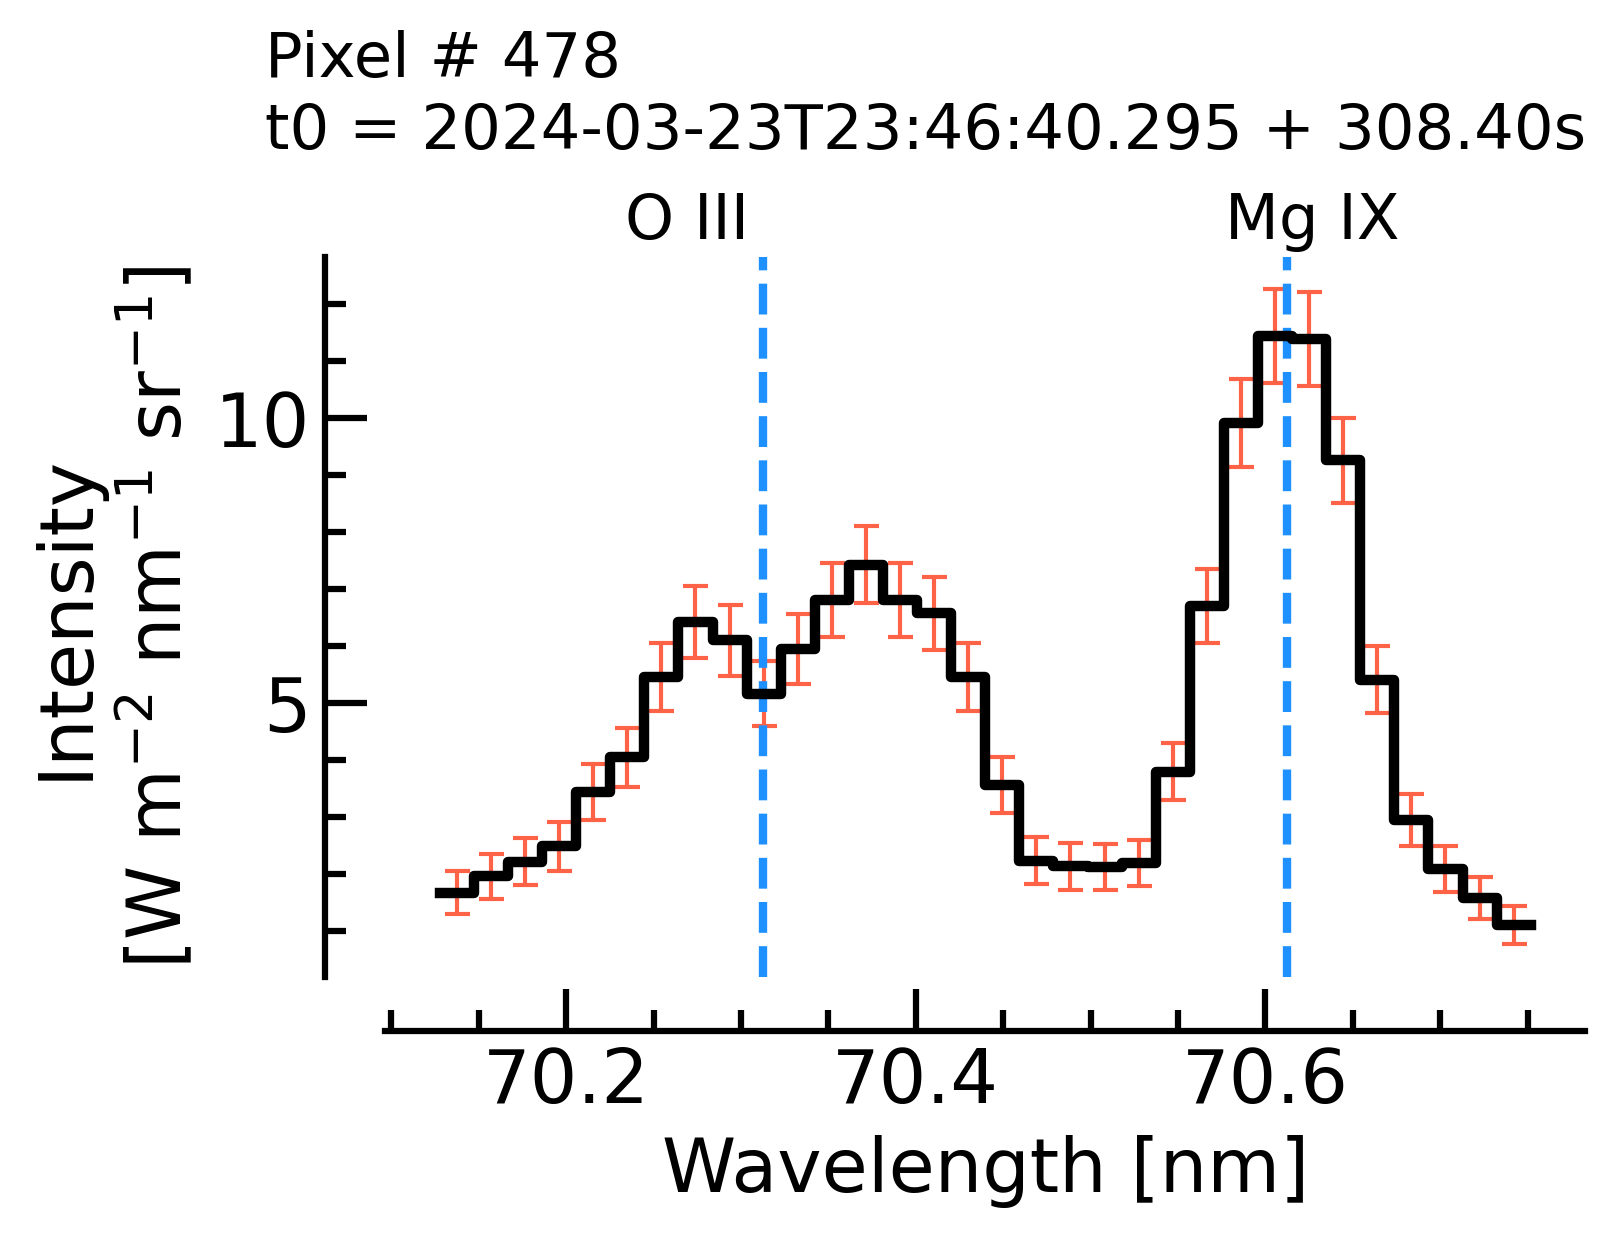 Pixel # 478
t0 = 2024-03-23T23:46:40.295 + 308.40s
O III
Mg IX
Intensity
[W m⁻² nm⁻¹ sr⁻¹]
10
5
70.2
70.4
70.6
Wavelength [nm]